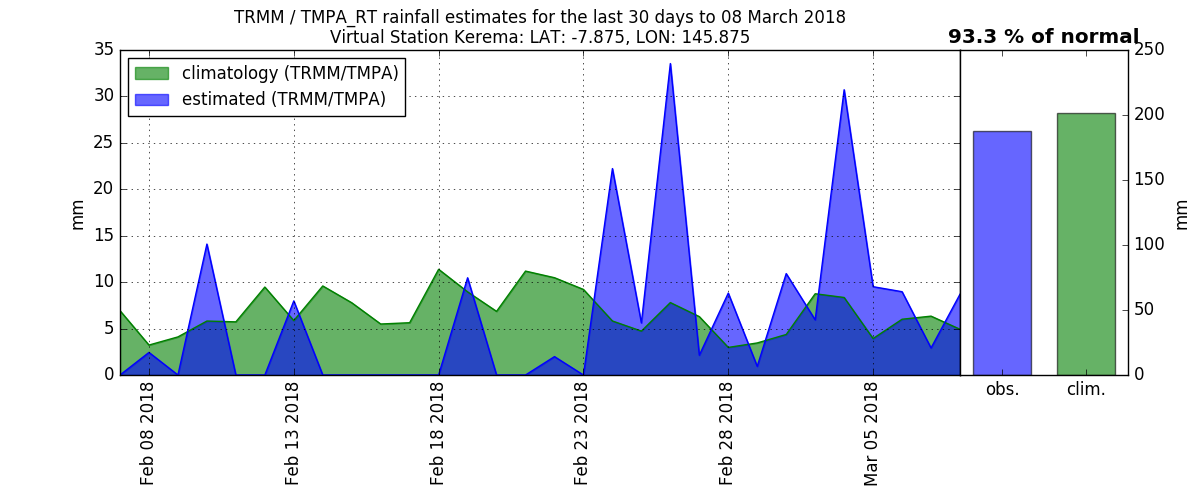 TRMM / TMPA_RT rainfall estimates for the last 30 days to 08 March 2018
Virtual Station Kerema: LAT: -7.875, LON: 145.875
93.3 % of normal
climatology (TRMM/TMPA)
estimated (TRMM/TMPA)
mm
35
30
25
20
15
10
5
0
Feb 08 2018
Feb 13 2018
Feb 18 2018
Feb 23 2018
Feb 28 2018
Mar 05 2018
obs.
clim.
250
200
150
100
50
0
mm